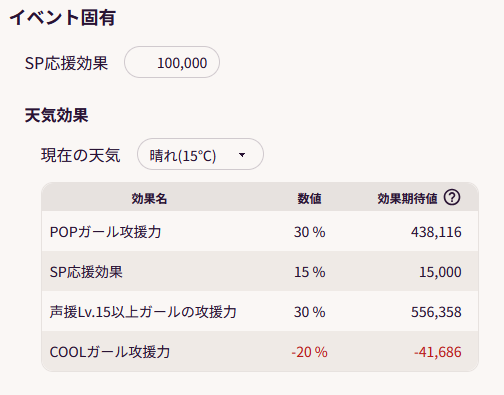 イベント固有
SP応援効果 100,000
天気効果
現在の天気 晴れ(15℃)
効果名 数値 効果期待値 ?
POPガール攻援力 30 % 438,116
SP応援効果 15 % 15,000
声援Lv.15以上ガールの攻援力 30 % 556,358
COOLガール攻援力 -20 % -41,686